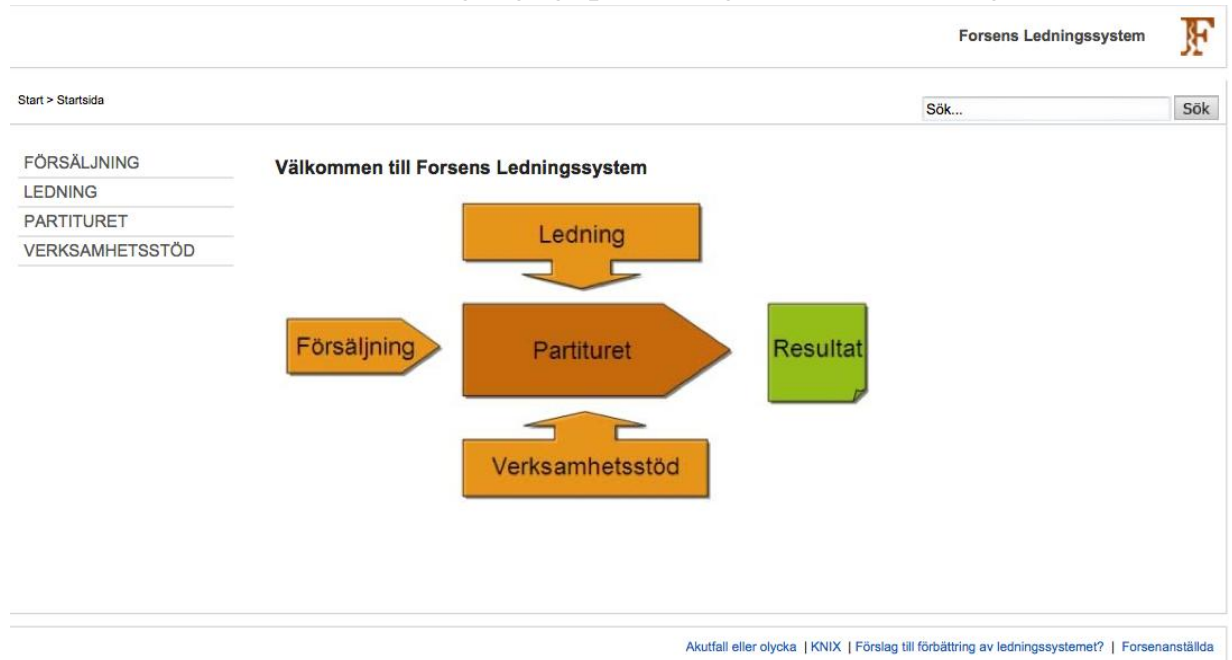 Forsens Ledningssystem
F
Start > Startsida
Sök...
Sök
FÖRSÄLJNING
LEDNING
PARTITURET
VERKSAMHETSSTÖD
Välkommen till Forsens Ledningssystem
Ledning
Försäljning
Partituret
Resultat
Verksamhetsstöd
Akutfall eller olycka | KNIX | Förslag till förbättring av ledningssystemet? | Forsenanställda